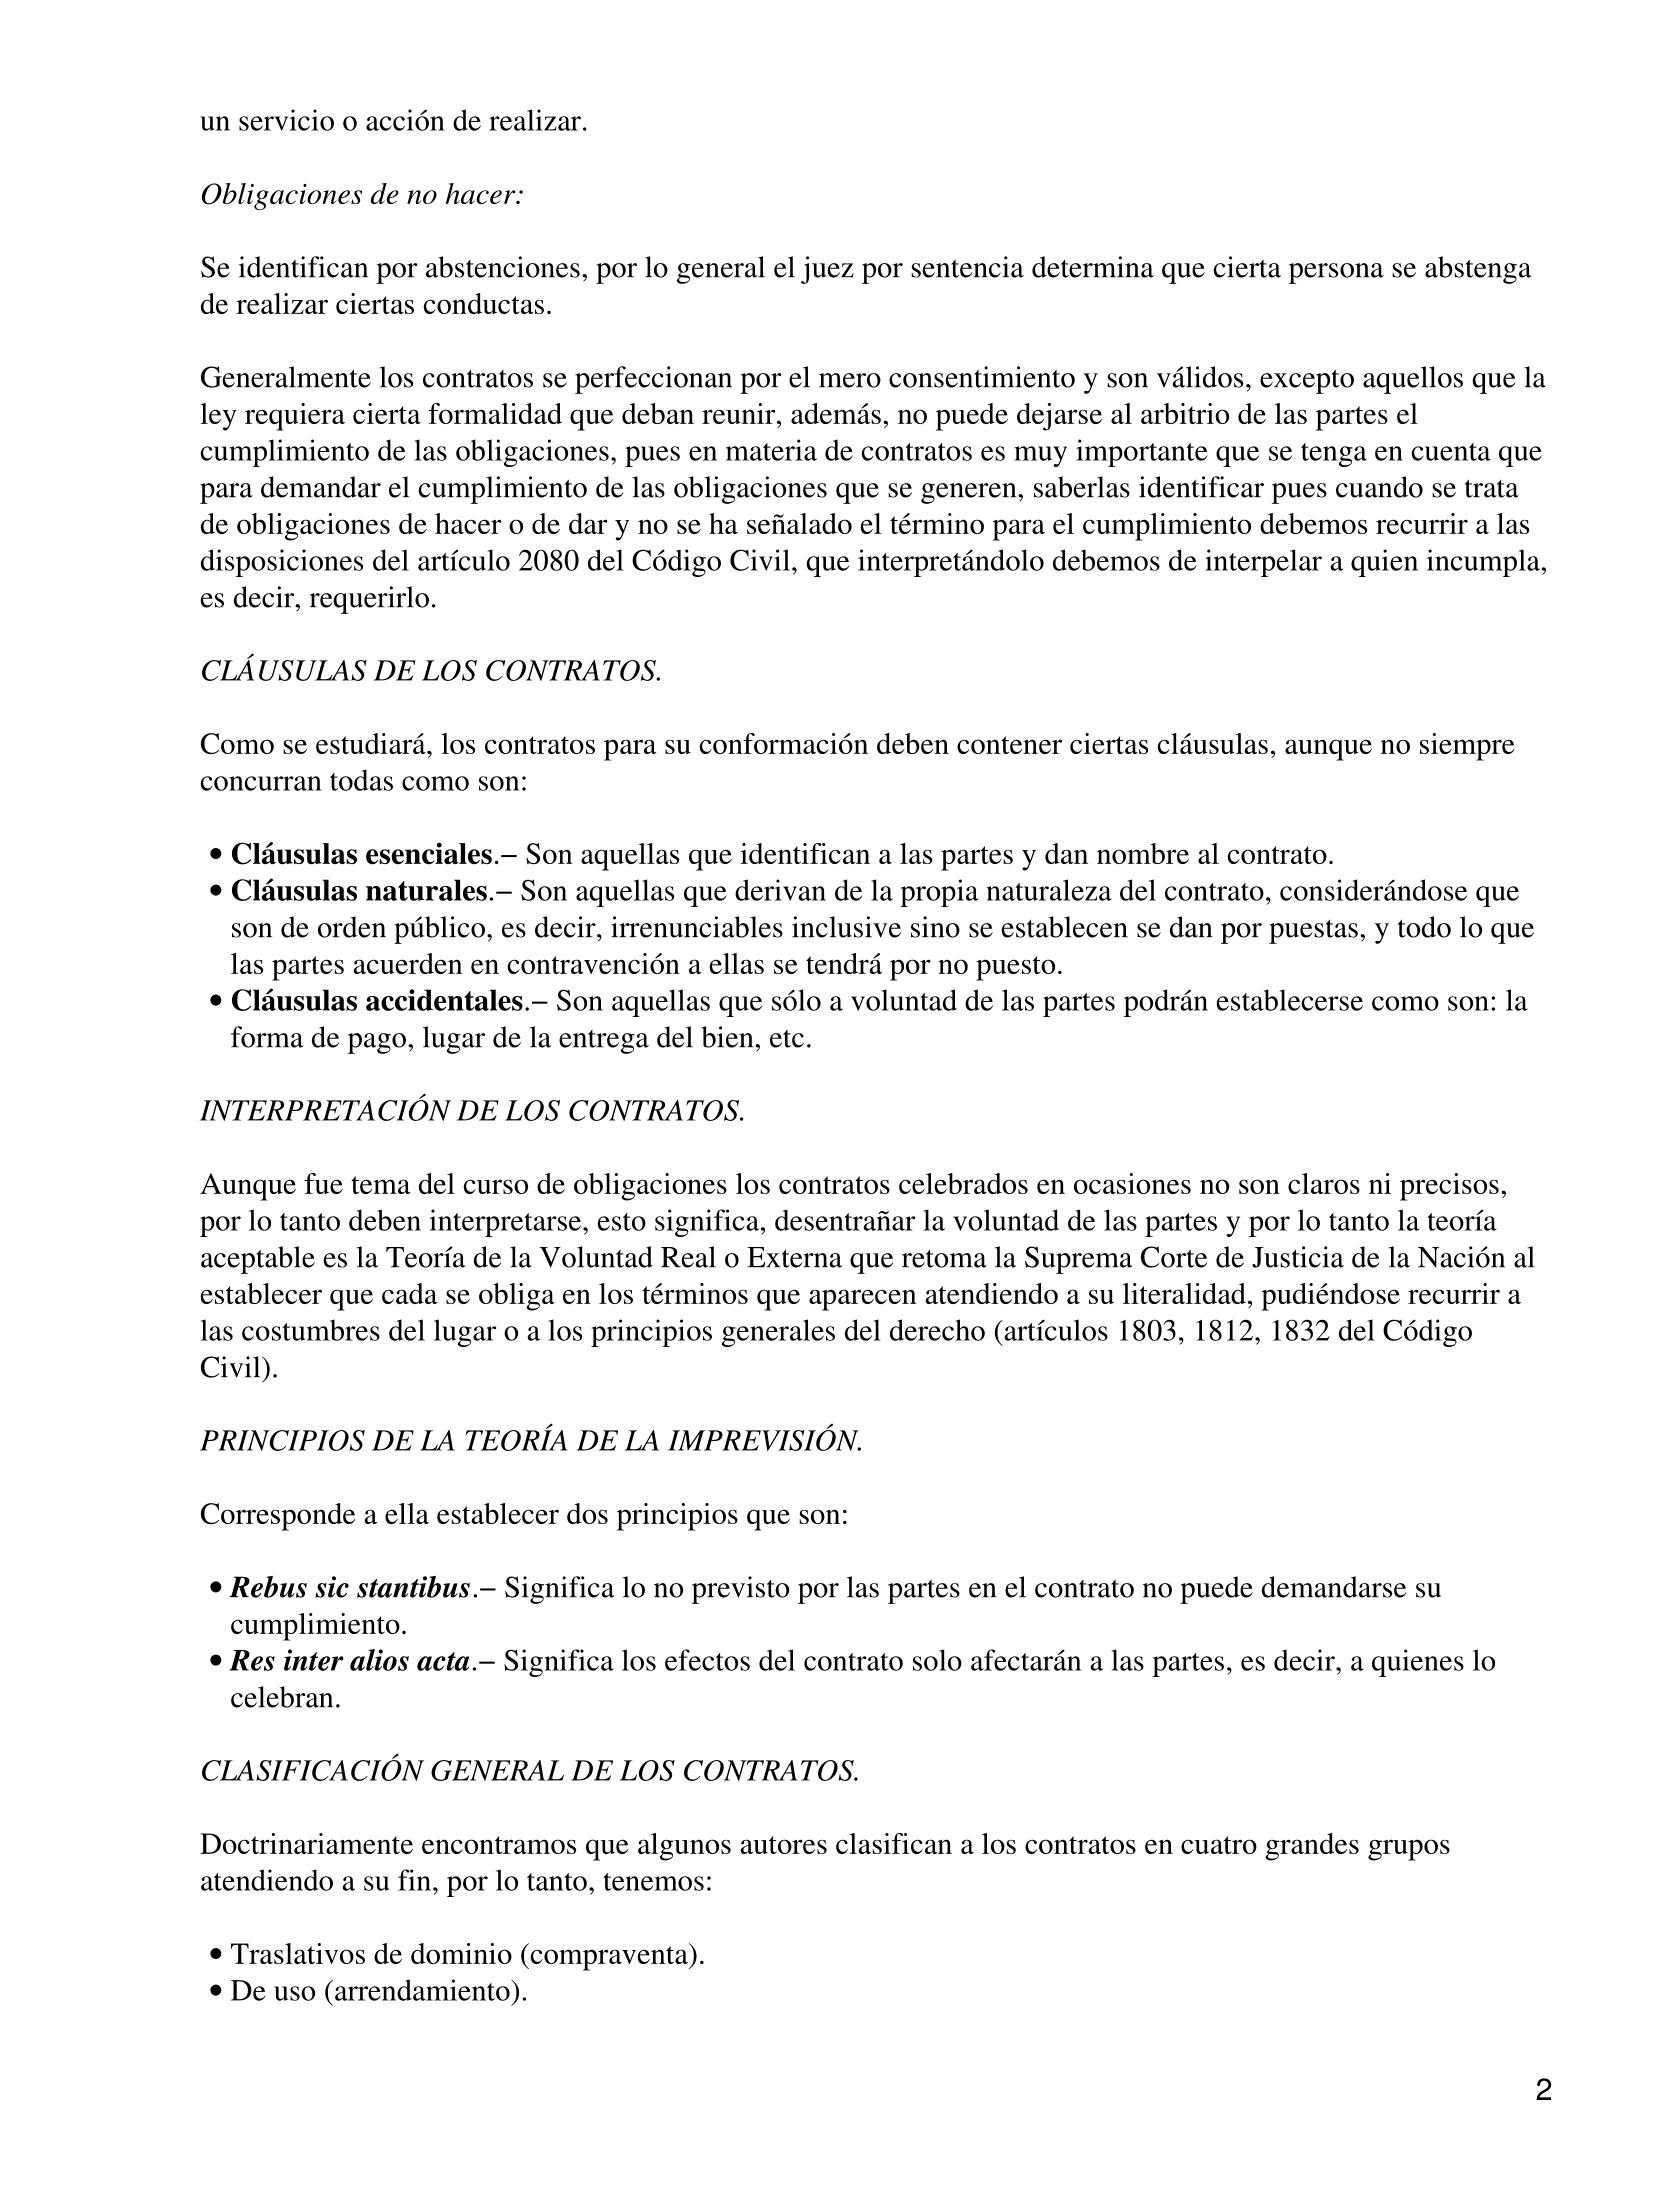 un servicio o acción de realizar.
Obligaciones de no hacer:
Se identifican por abstenciones, por lo general el juez por sentencia determina que cierta persona se abstenga
de realizar ciertas conductas.
Generalmente los contratos se perfeccionan por el mero consentimiento y son válidos, excepto aquellos que la
ley requiera cierta formalidad que deban reunir, además, no puede dejarse al arbitrio de las partes el
cumplimiento de las obligaciones, pues en materia de contratos es muy importante que se tenga en cuenta que
para demandar el cumplimiento de las obligaciones que se generen, saberlas identificar pues cuando se trata
de obligaciones de hacer o de dar y no se ha señalado el término para el cumplimiento debemos recurrir a las
disposiciones del artículo 2080 del Código Civil, que interpretándolo debemos de interpelar a quien incumpla,
es decir, requerirlo.
CLÁUSULAS DE LOS CONTRATOS.
Como se estudiará, los contratos para su conformación deben contener ciertas cláusulas, aunque no siempre
concurran todas como son:
• Cláusulas esenciales.− Son aquellas que identifican a las partes y dan nombre al contrato.
• Cláusulas naturales.− Son aquellas que derivan de la propia naturaleza del contrato, considerándose que
son de orden público, es decir, irrenunciables inclusive sino se establecen se dan por puestas, y todo lo que
las partes acuerden en contravención a ellas se tendrá por no puesto.
• Cláusulas accidentales.− Son aquellas que sólo a voluntad de las partes podrán establecerse como son: la
forma de pago, lugar de la entrega del bien, etc.
INTERPRETACIÓN DE LOS CONTRATOS.
Aunque fue tema del curso de obligaciones los contratos celebrados en ocasiones no son claros ni precisos,
por lo tanto deben interpretarse, esto significa, desentrañar la voluntad de las partes y por lo tanto la teoría
aceptable es la Teoría de la Voluntad Real o Externa que retoma la Suprema Corte de Justicia de la Nación al
establecer que cada se obliga en los términos que aparecen atendiendo a su literalidad, pudiéndose recurrir a
las costumbres del lugar o a los principios generales del derecho (artículos 1803, 1812, 1832 del Código
Civil).
PRINCIPIOS DE LA TEORÍA DE LA IMPREVISIÓN.
Corresponde a ella establecer dos principios que son:
• Rebus sic stantibus.− Significa lo no previsto por las partes en el contrato no puede demandarse su
cumplimiento.
• Res inter alios acta.− Significa los efectos del contrato solo afectarán a las partes, es decir, a quienes lo
celebran.
CLASIFICACIÓN GENERAL DE LOS CONTRATOS.
Doctrinariamente encontramos que algunos autores clasifican a los contratos en cuatro grandes grupos
atendiendo a su fin, por lo tanto, tenemos:
• Traslativos de dominio (compraventa).
• De uso (arrendamiento).
2